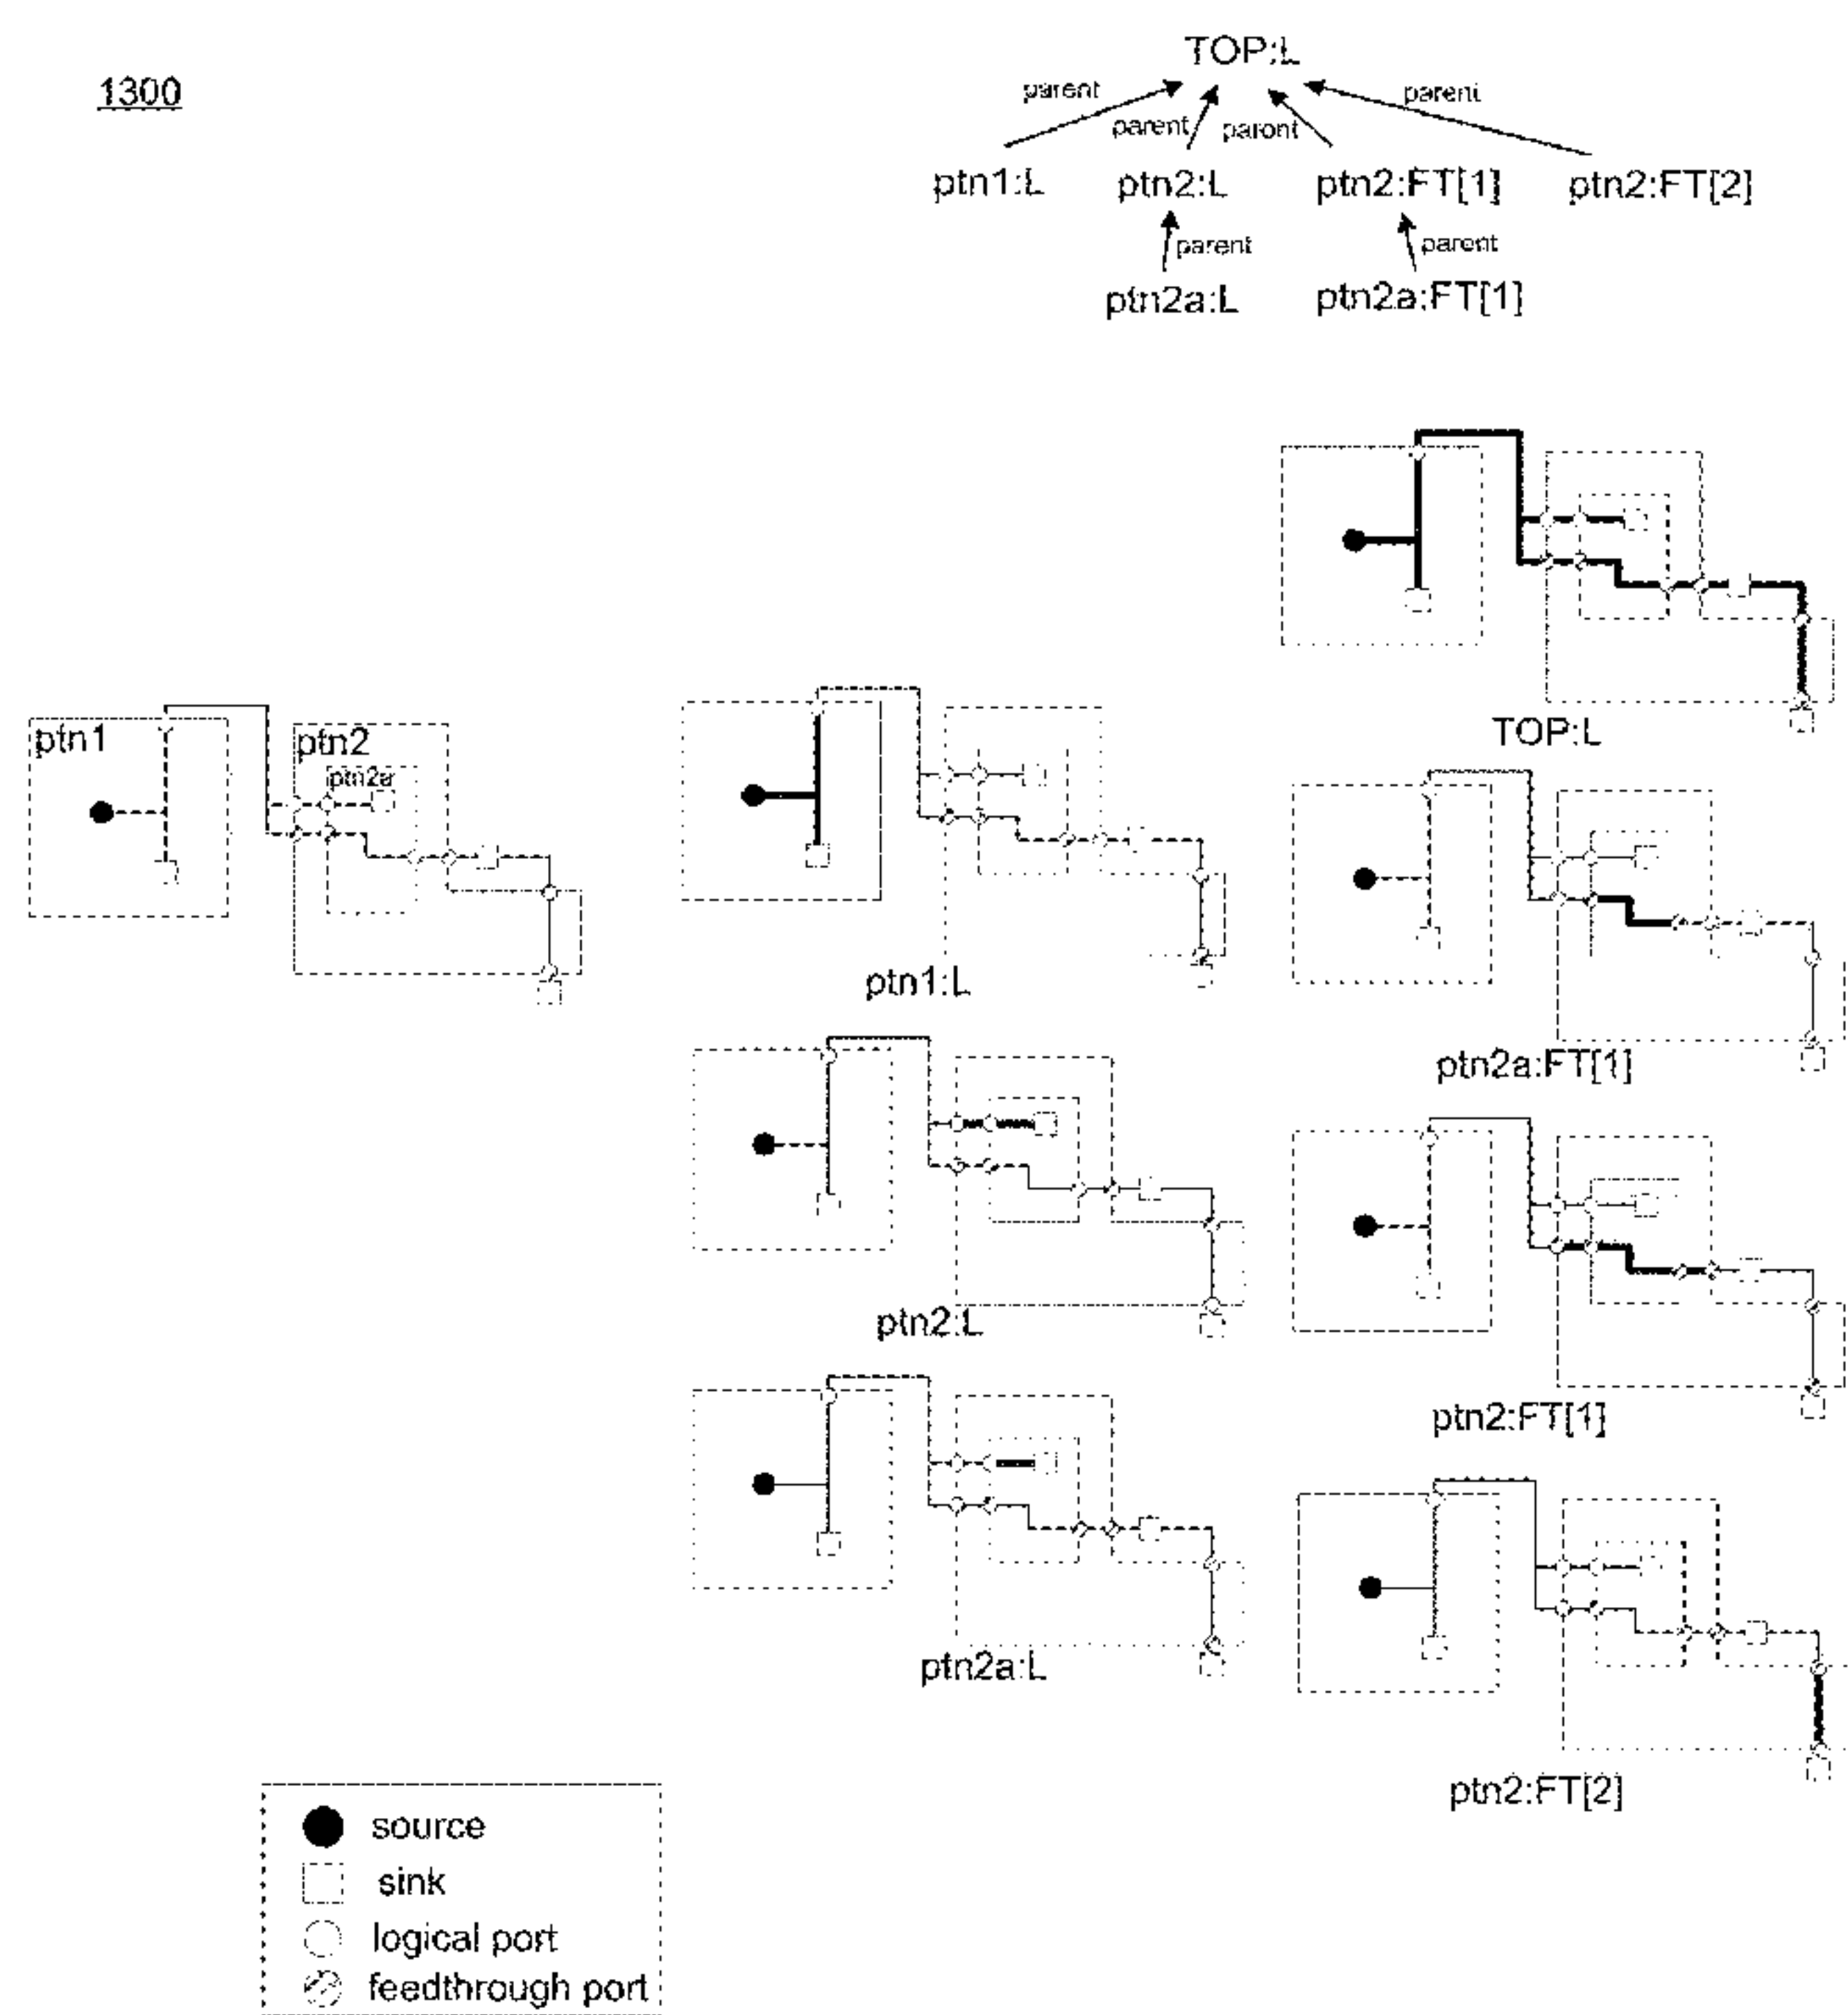 1300
TOP:L
parent
parent
parent
parent
ptn1:L
ptn2:L
ptn2:FT[1]
ptn2:FT[2]
parent
parent
ptn2a:L
ptn2a:FT[1]
TOP:L
ptn1
ptn2
ptn2a
ptn1:L
ptn2a:FT[1]
ptn2:L
ptn2:FT[1]
ptn2a:L
ptn2:FT[2]
source
sink
logical port
feedthrough port